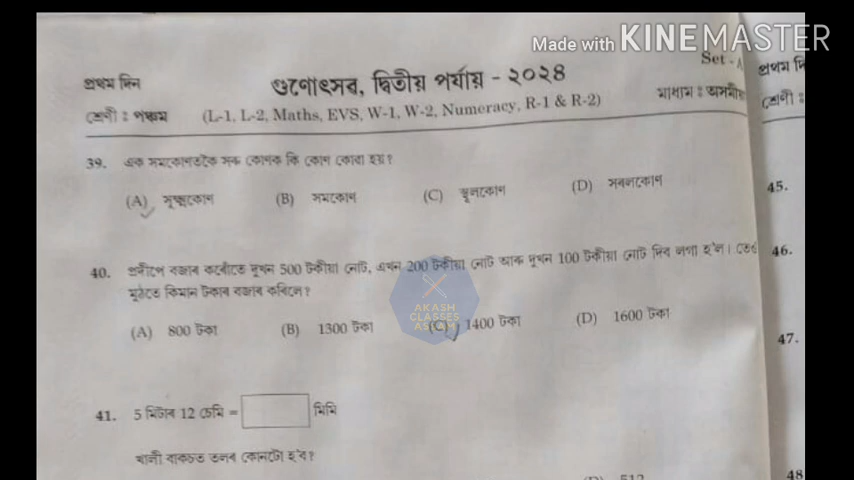 Made with KINEMASTER
Set - A
প্ৰথম দিন
গুণোৎসৱ, দ্বিতীয় পৰ্যায় - ২০২৪
প্ৰথম
শ্ৰেণী : পঞ্চম
(L-1, L-2, Maths, EVS, W-1, W-2, Numeracy, R-1 & R-2)
মাধ্যম : অসমীয়া
(শ্ৰেণী :
39. এক সমকোণতকৈ সৰু কোণক কি কোণ কোৱা হয়?
(A) সূক্ষ্মকোণ (B) সমকোণ (C) স্থূলকোণ (D) সৰলকোণ
45.
40. প্ৰদীপে বজাৰ কৰোঁতে দুখন 500 টকীয়া নোট, এখন 200 টকীয়া নোট আৰু দুখন 100 টকীয়া নোট দিব লগা হ'ল। তেওঁ
46.
মুঠতে কিমান টকাৰ বজাৰ কৰিলে?
(A) 800 টকা (B) 1300 টকা (C) 1400 টকা (D) 1600 টকা
AKASH
CLASSES
47.
41. 5 মিটাৰ 12 চেমি = মিমি
খালী বাকচত তলৰ কোনটো হ'ব?
(D) 512
48